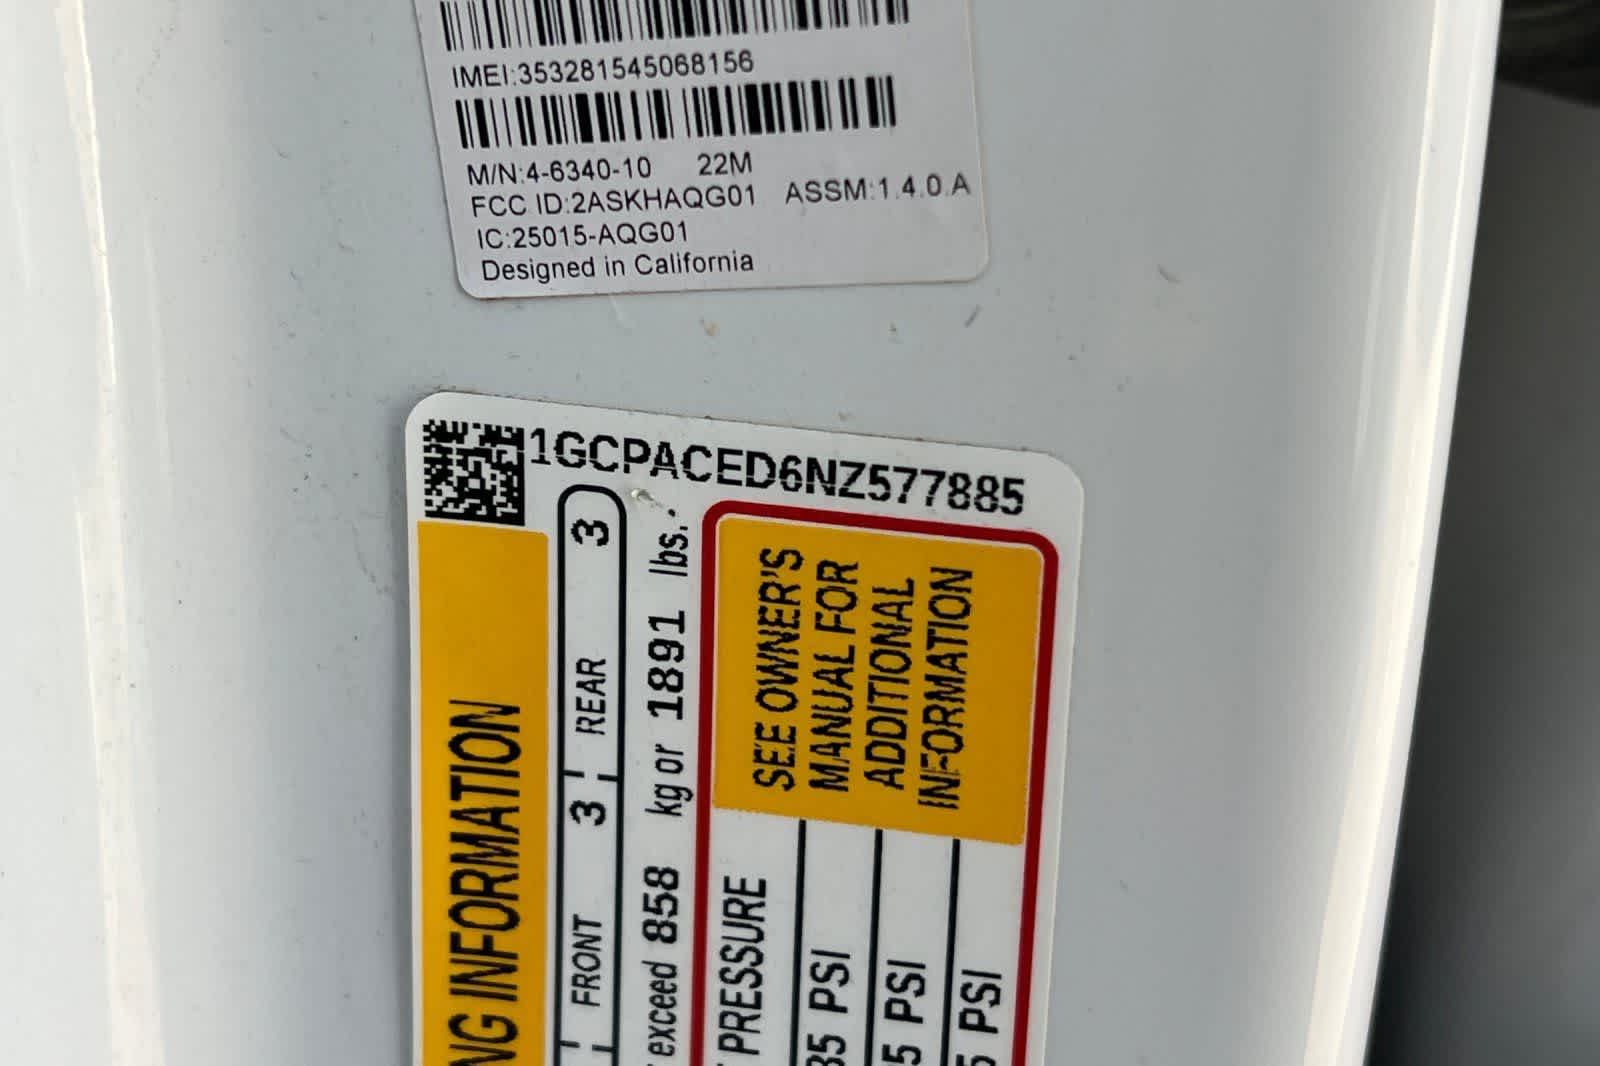 IMEI:353281545068156
M/N:4-6340-10 22M
FCC ID:2ASKHAQG01 ASSM:1.4.0.A
IC:25015-AQG01
Designed in California
1GCPACED6NZ577885
INFORMATION
FRONT 3 REAR 3
exceed 858 kg or 1891 lbs.
SEE OWNER'S
MANUAL FOR
ADDITIONAL
INFORMATION
PRESSURE
PSI
PSI
PSI